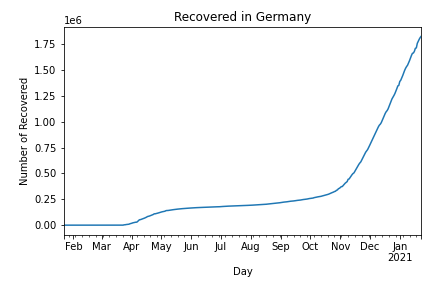 Recovered in Germany
1e6
1.75
1.50
1.25
1.00
0.75
0.50
0.25
0.00
Number of Recovered
Feb Mar Apr May Jun Jul Aug Sep Oct Nov Dec Jan
2021
Day